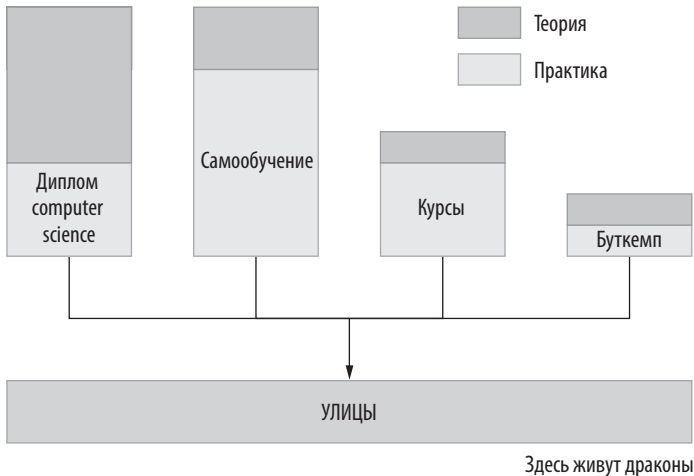 Теория
Практика
Диплом
computer
science
Самообучение
Курсы
Буткемп
УЛИЦЫ
Здесь живут драконы